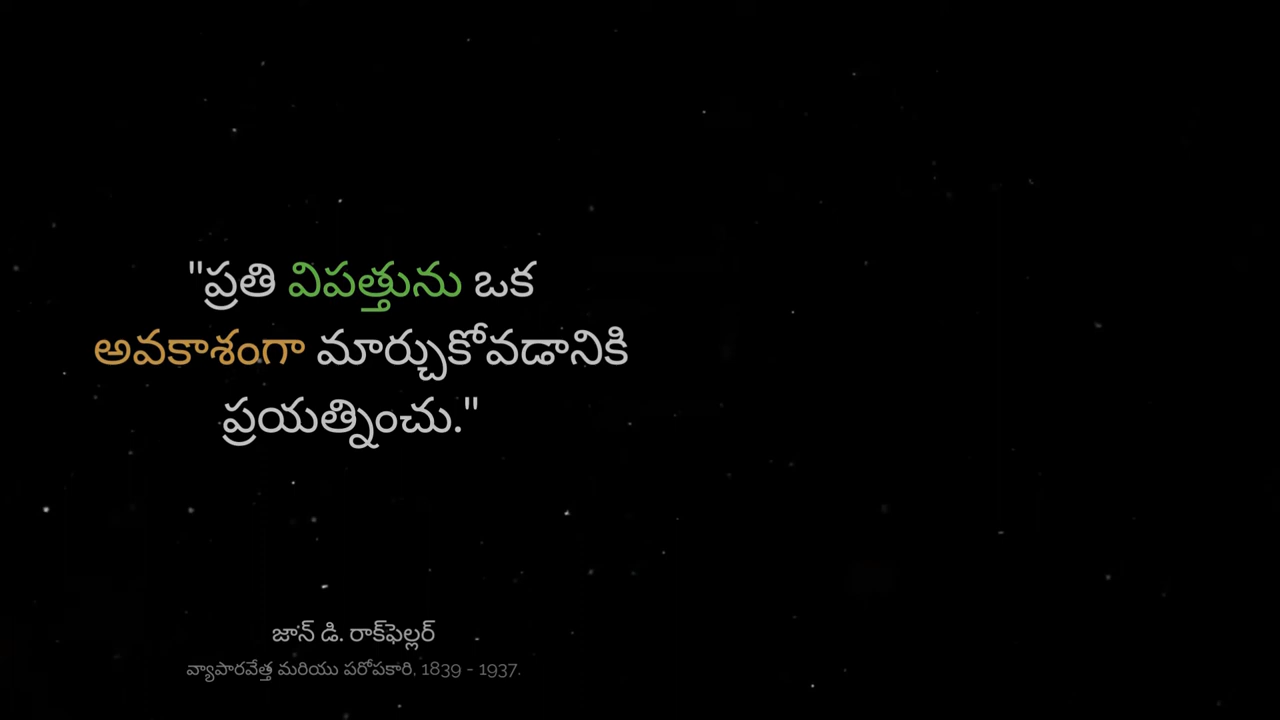 "ప్రతి విపత్తును ఒక
అవకాశంగా మార్చుకోవడానికి
ప్రయత్నించు."
జాన్ డి. రాక్‌ఫెల్లర్
వ్యాపారవేత్త మరియు పరోపకారి, 1839 - 1937.